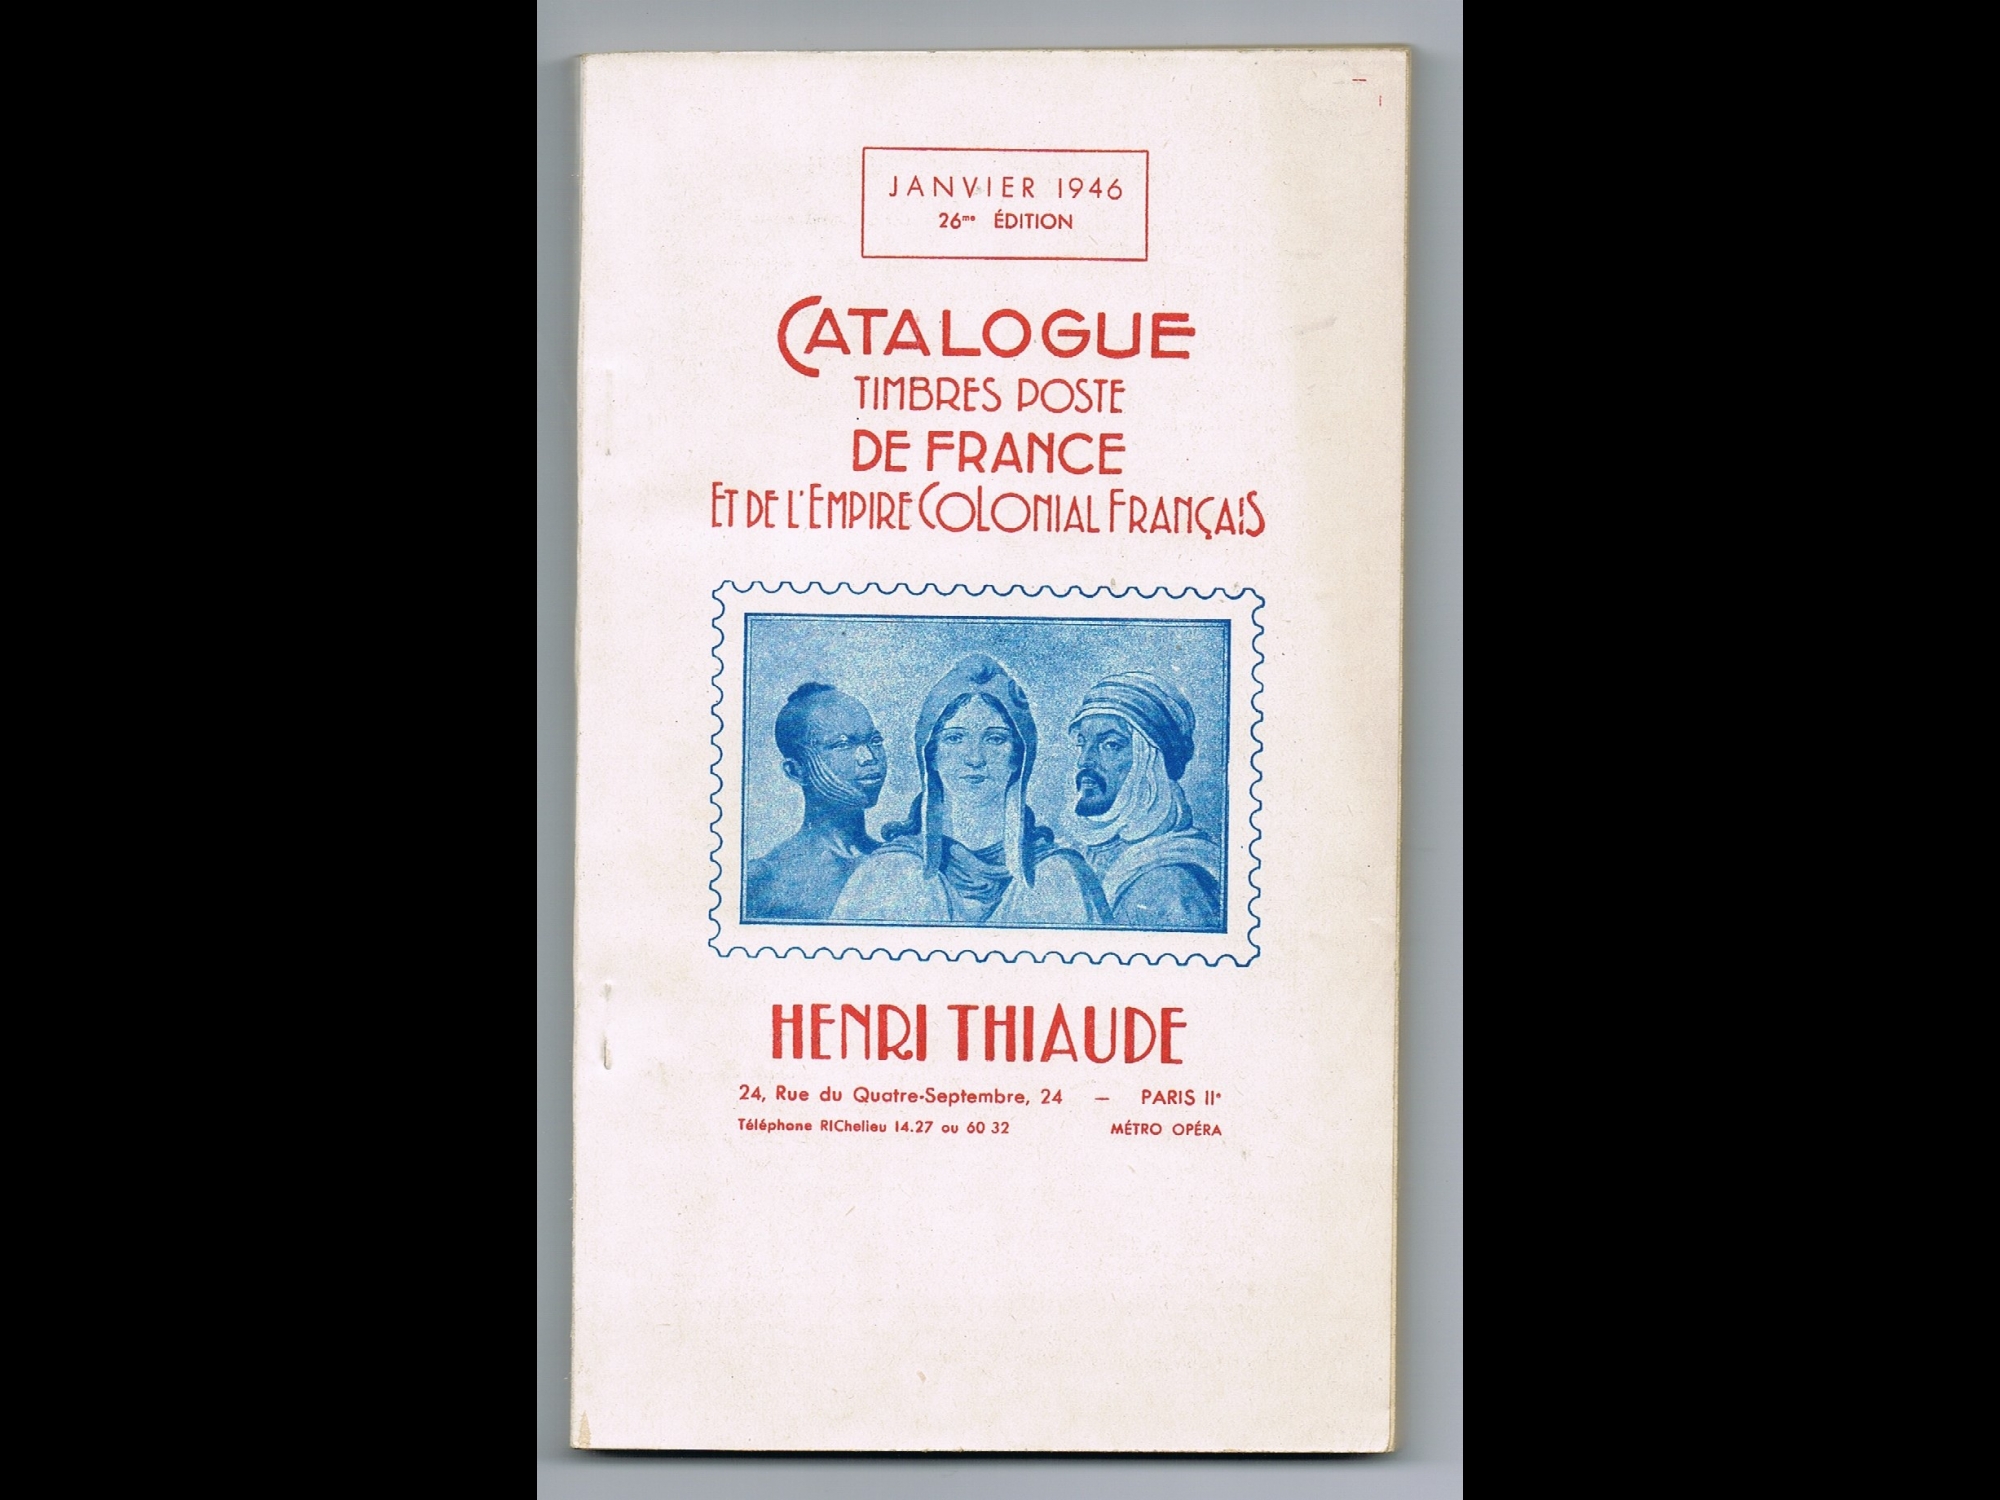 JANVIER 1946
26me ÉDITION
CATALOGUE
TIMBRES POSTE
DE FRANCE
ET DE L'EMPIRE COLONIAL FRANÇAIS
HENRI THIAUDE
24, Rue du Quatre-Septembre, 24 — PARIS IIe
Téléphone RIChelieu 14.27 ou 60 32 MÉTRO OPÉRA